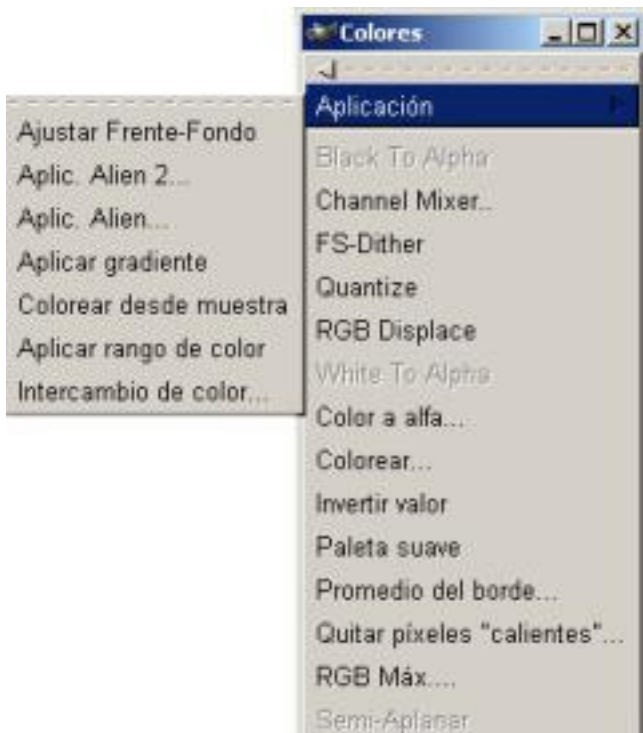 Colores
Aplicación
Black To Alpha
Channel Mixer..
FS-Dither
Quantize
RGB Displace
White To Alpha
Color a alfa...
Colorear...
Invertir valor
Paleta suave
Promedio del borde...
Quitar píxeles "calientes"...
RGB Máx....
Semi-Aplanar
Ajustar Frente-Fondo
Aplic. Alien 2...
Aplic. Alien...
Aplicar gradiente
Colorear desde muestra
Aplicar rango de color
Intercambio de color...